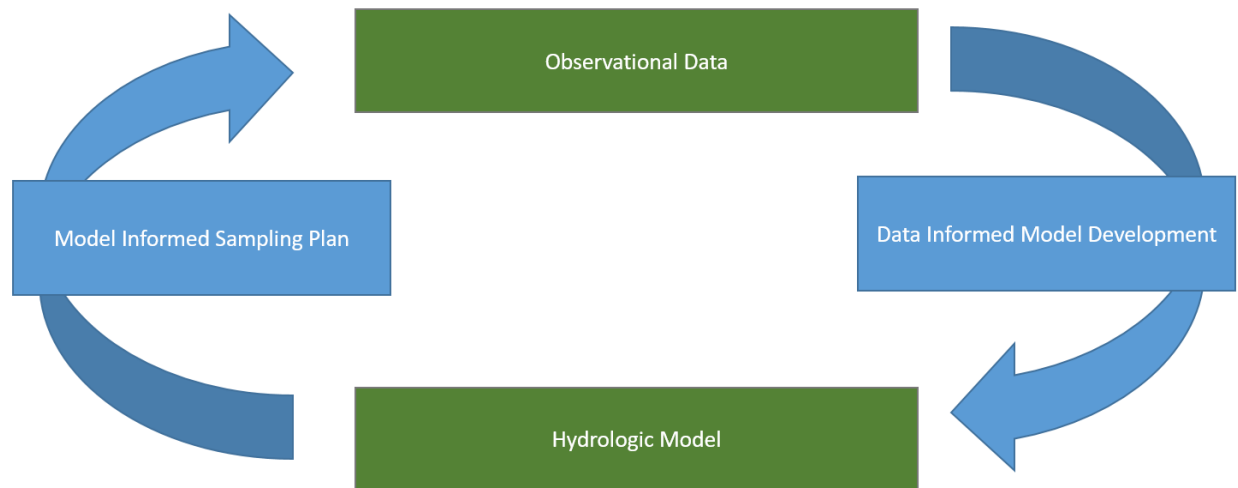 Observational Data
Model Informed Sampling Plan
Data Informed Model Development
Hydrologic Model